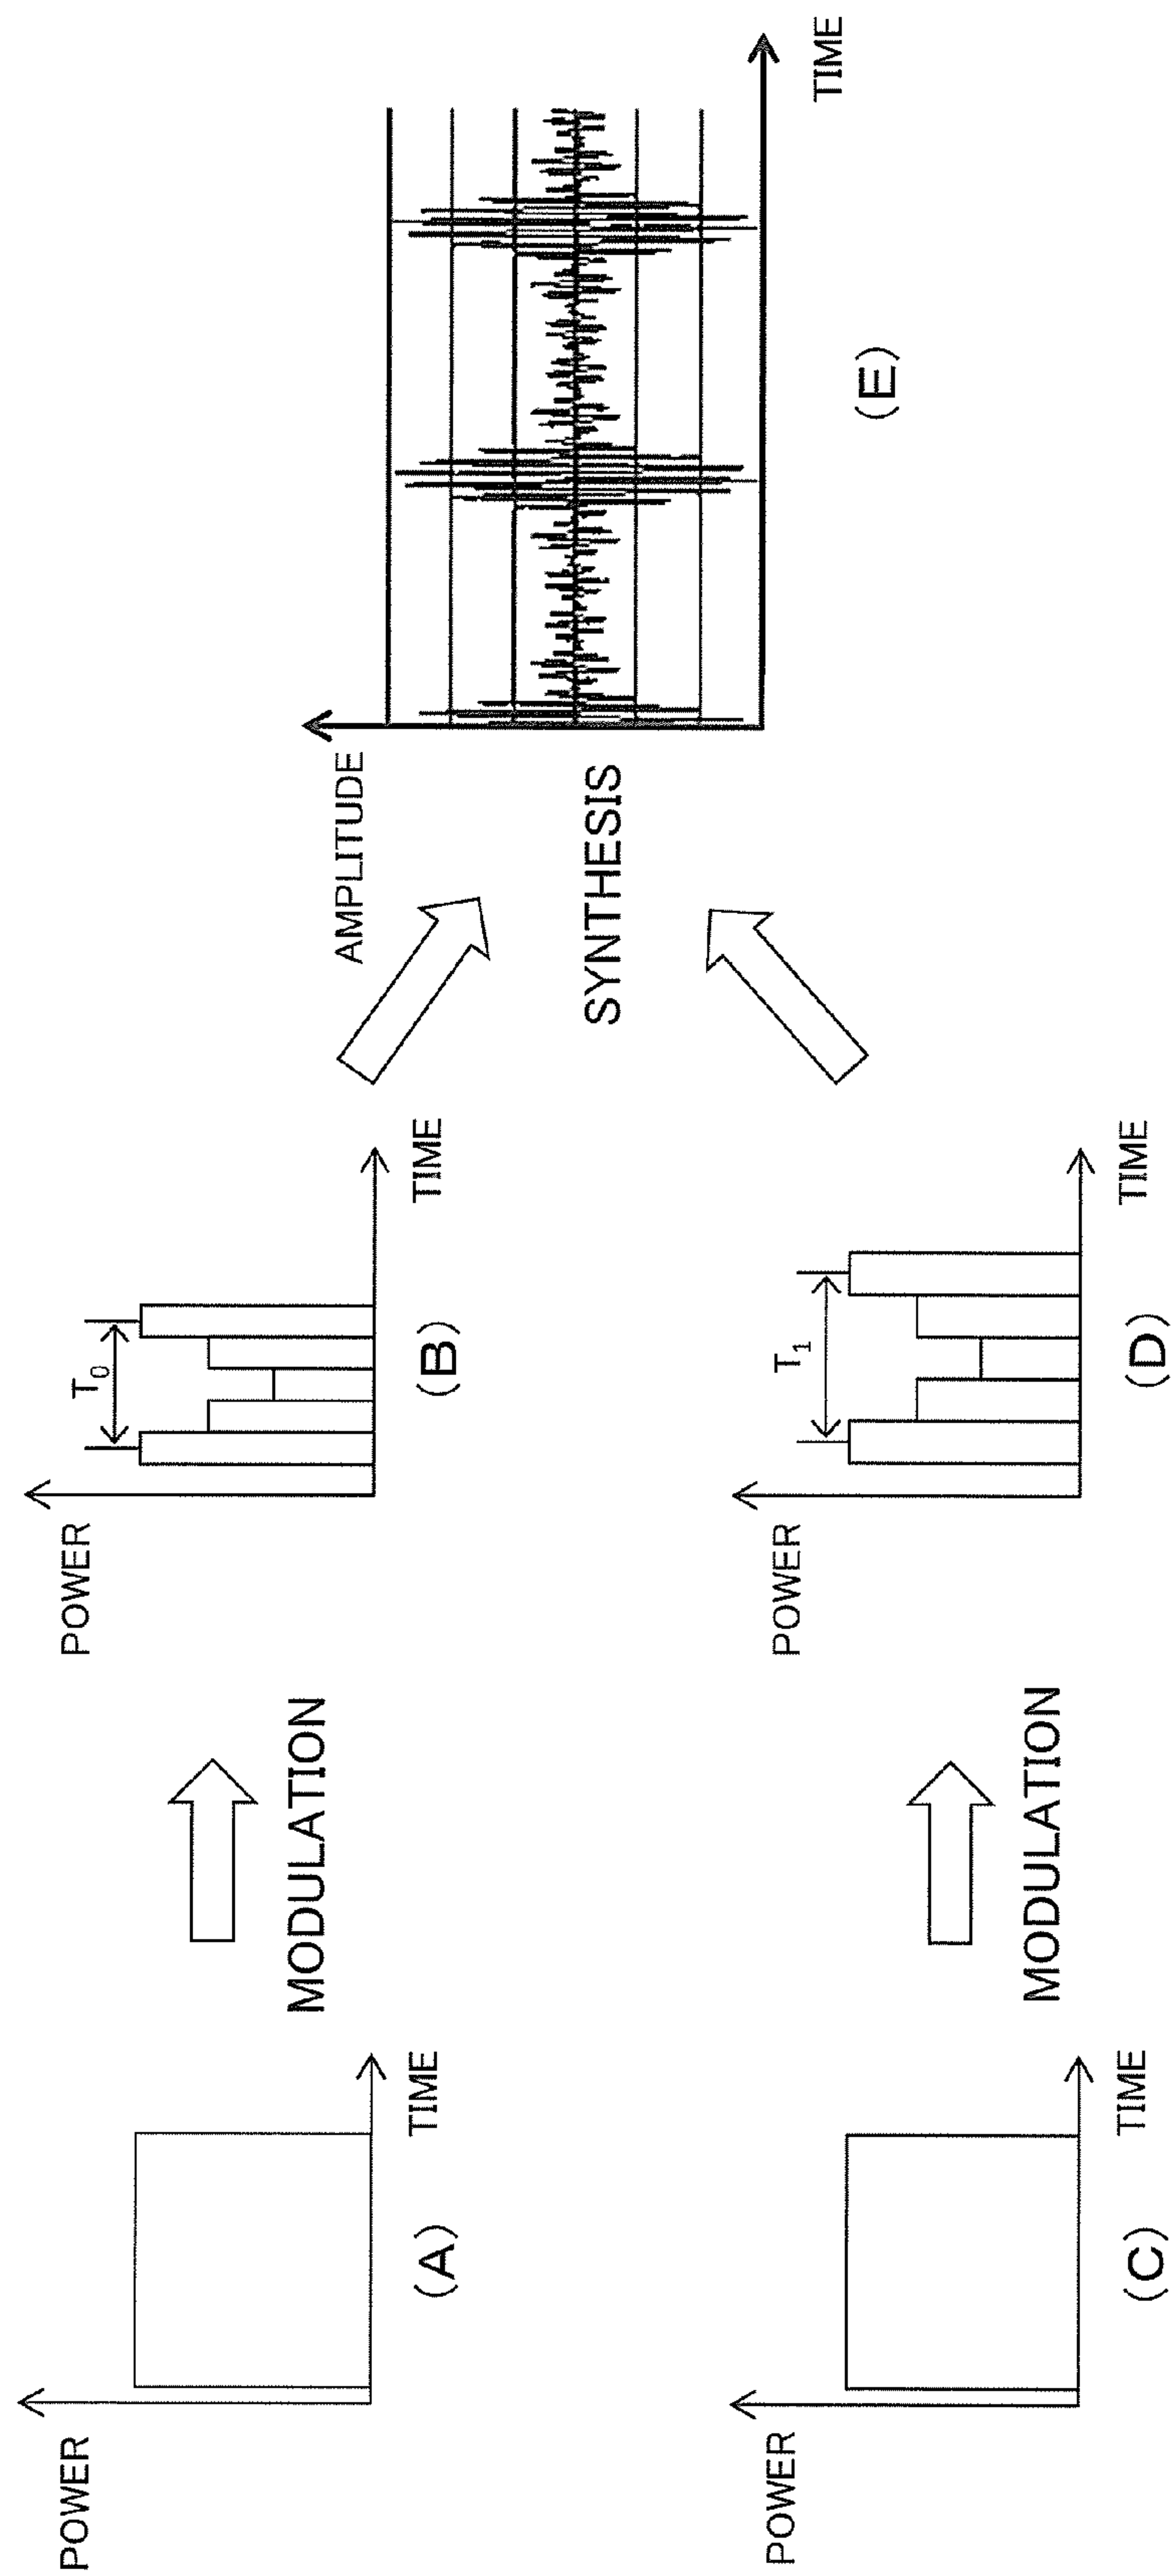 POWER
TIME
(A)
MODULATION
POWER
T0
TIME
(B)
POWER
TIME
(C)
MODULATION
POWER
T1
TIME
(D)
SYNTHESIS
AMPLITUDE
TIME
(E)